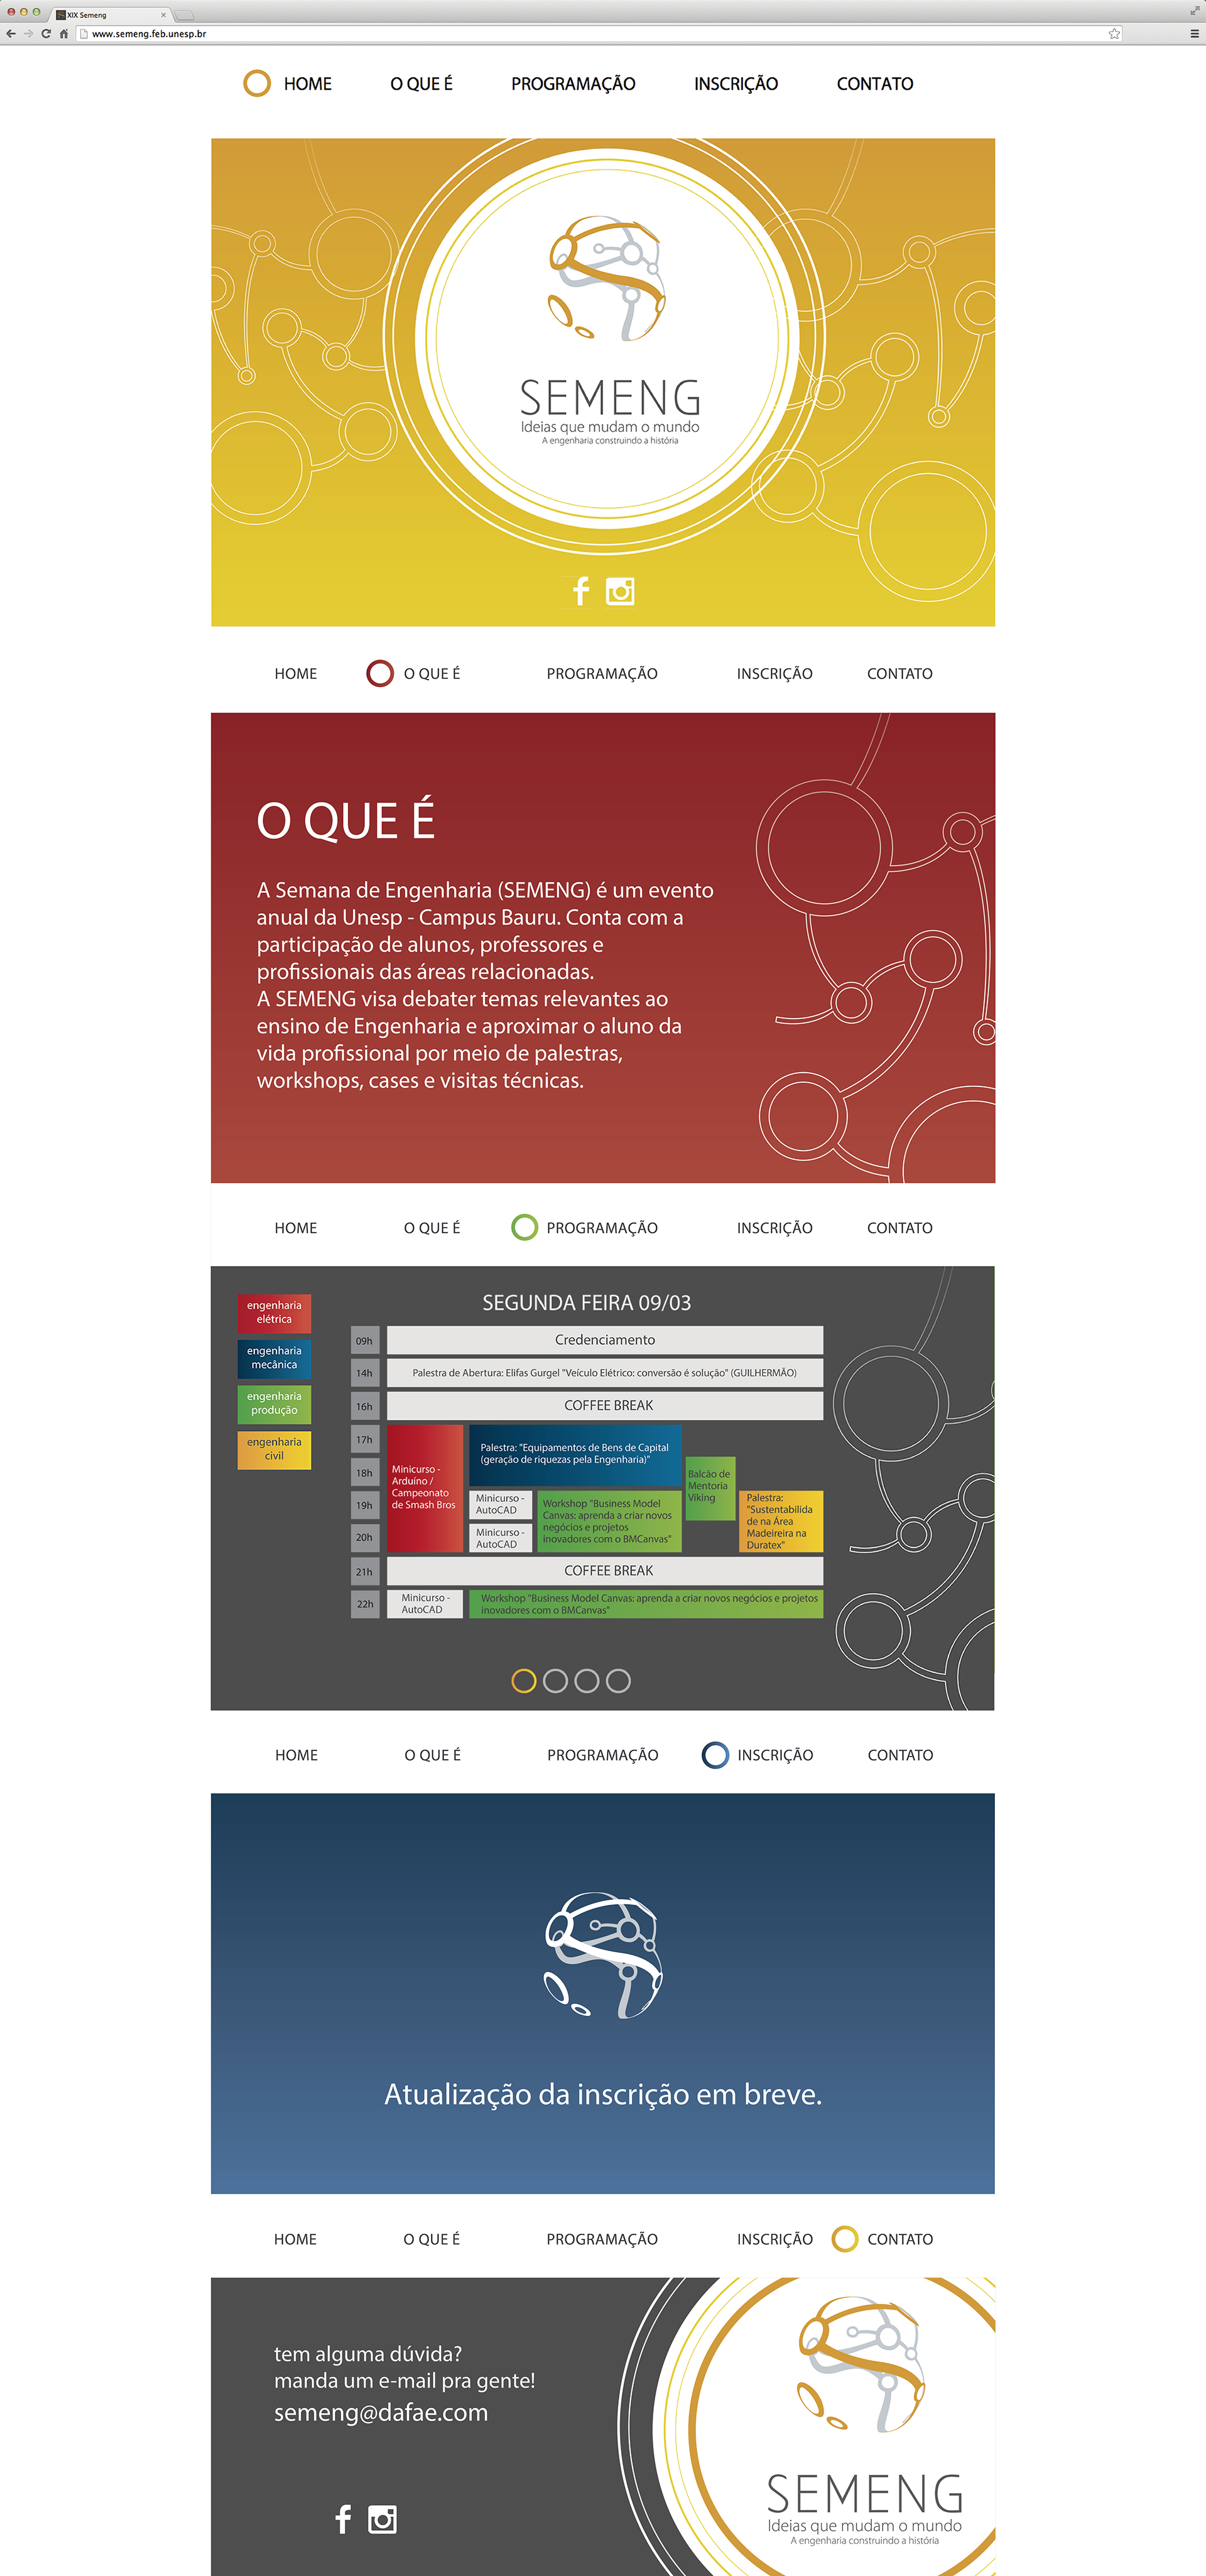 XIX Semeng
www.semeng.feb.unesp.br
HOME O QUE É PROGRAMAÇÃO INSCRIÇÃO CONTATO
SEMENG
Ideias que mudam o mundo
A engenharia construindo a história
HOME O QUE É PROGRAMAÇÃO INSCRIÇÃO CONTATO
O QUE É
A Semana de Engenharia (SEMENG) é um evento
anual da Unesp - Campus Bauru. Conta com a
participação de alunos, professores e
profissionais das áreas relacionadas.
A SEMENG visa debater temas relevantes ao
ensino de Engenharia e aproximar o aluno da
vida profissional por meio de palestras,
workshops, cases e visitas técnicas.
HOME O QUE É PROGRAMAÇÃO INSCRIÇÃO CONTATO
engenharia
elétrica
engenharia
mecânica
engenharia
produção
engenharia
civil
SEGUNDA FEIRA 09/03
09h Credenciamento
14h Palestra de Abertura: Elifas Gurgel "Veículo Elétrico: conversão é solução" (GUILHERMÃO)
16h COFFEE BREAK
17h
18h
19h
20h
Minicurso -
Arduíno /
Campeonato
de Smash Bros
Palestra: "Equipamentos de Bens de Capital
(geração de riquezas pela Engenharia)"
Minicurso -
AutoCAD
Minicurso -
AutoCAD
Workshop "Business Model
Canvas: aprenda a criar novos
negócios e projetos
inovadores com o BMCanvas"
Balcão de
Mentoria
Viking
Palestra:
"Sustentabilida
de na Área
Madeireira na
Duratex"
21h COFFEE BREAK
22h
Minicurso -
AutoCAD
Workshop "Business Model Canvas: aprenda a criar novos negócios e projetos
inovadores com o BMCanvas"
HOME O QUE É PROGRAMAÇÃO INSCRIÇÃO CONTATO
Atualização da inscrição em breve.
HOME O QUE É PROGRAMAÇÃO INSCRIÇÃO CONTATO
tem alguma dúvida?
manda um e-mail pra gente!
semeng@dafae.com
SEMENG
Ideias que mudam o mundo
A engenharia construindo a história